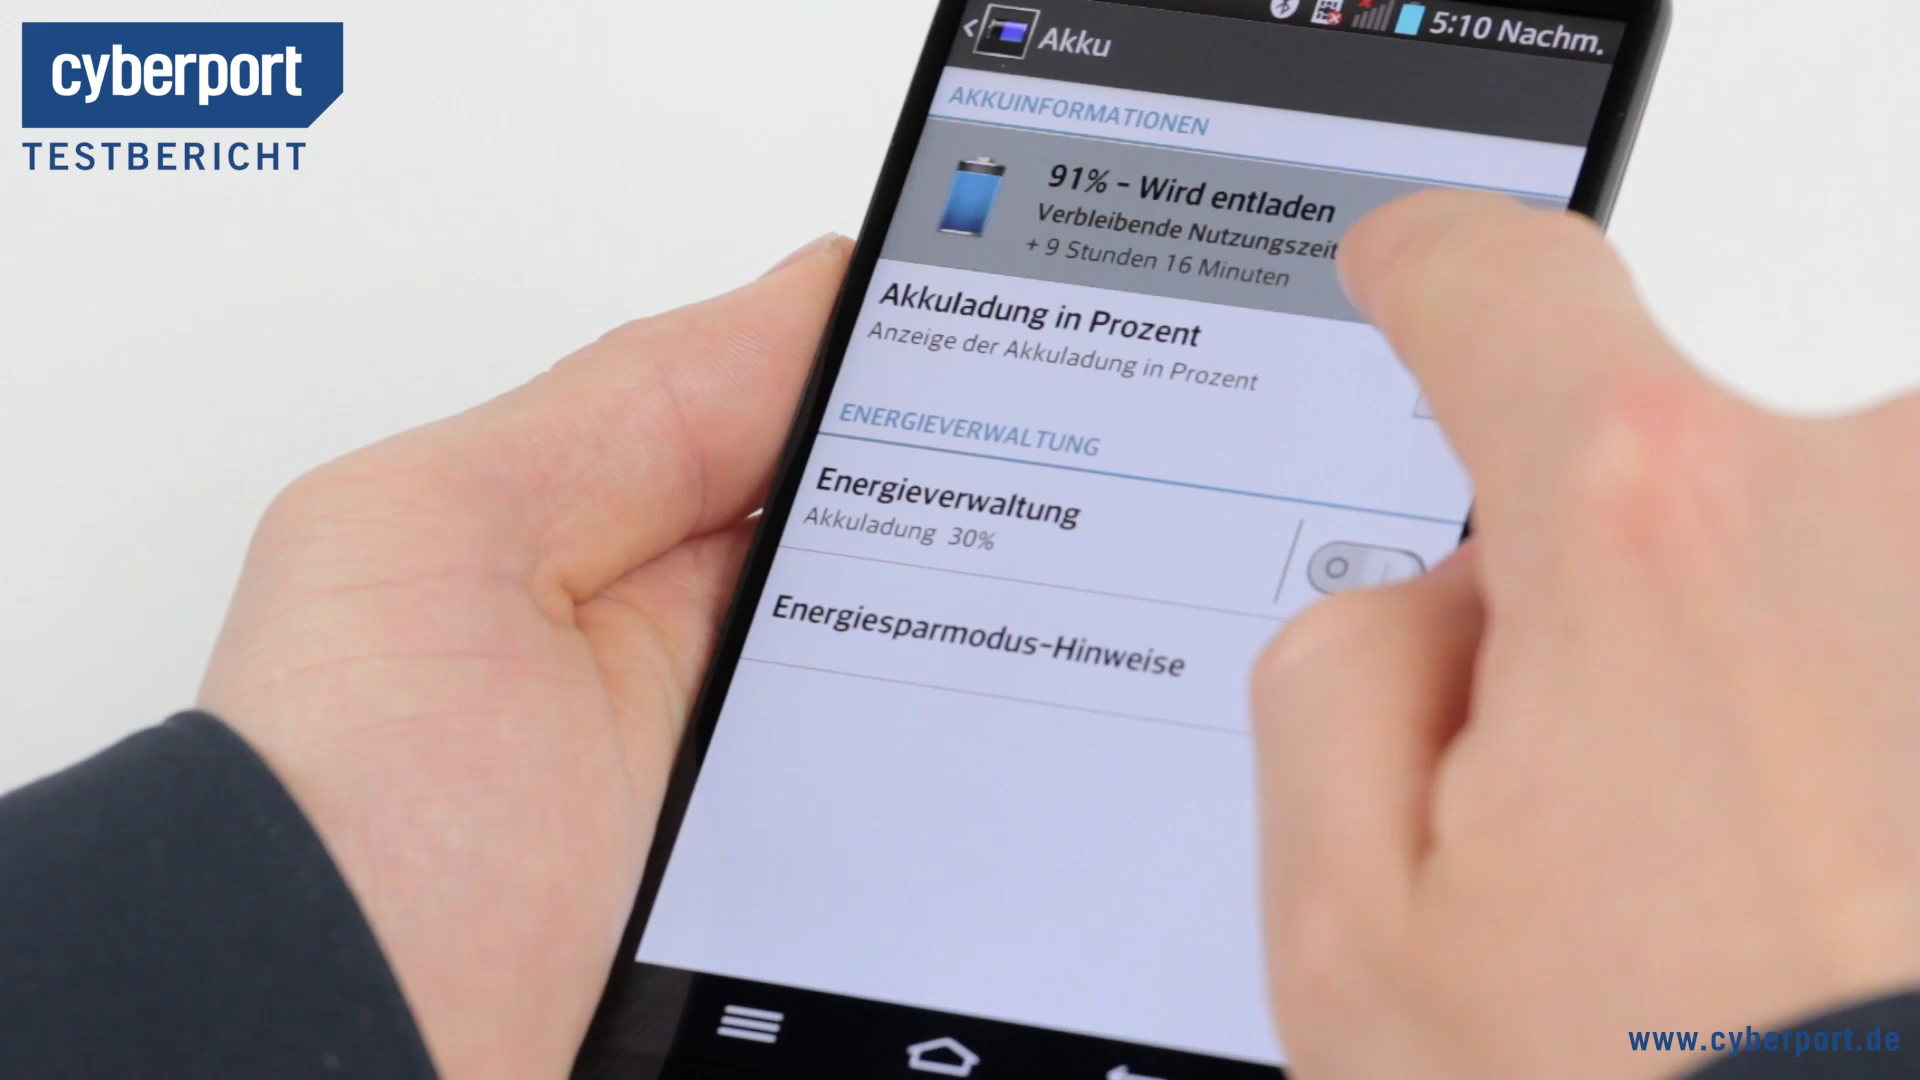 cyberport
TESTBERICHT
5:10 Nachm.
Akku
AKKUINFORMATIONEN
91% - Wird entladen
Verbleibende Nutzungszeit
+ 9 Stunden 16 Minuten
Akkuladung in Prozent
Anzeige der Akkuladung in Prozent
ENERGIEVERWALTUNG
Energieverwaltung
Akkuladung 30%
Energiesparmodus-Hinweise
www.cyberport.de